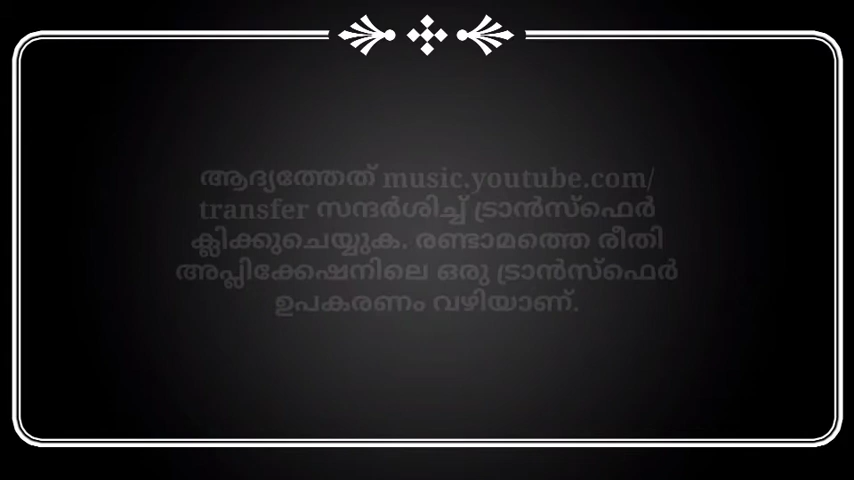 ആദ്യത്തേത് music.youtube.com/
transfer സന്ദർശിച്ച് ട്രാൻസ്ഫെർ
ക്ലിക്കുചെയ്യുക. രണ്ടാമത്തെ രീതി
അപ്ലിക്കേഷനിലെ ഒരു ട്രാൻസ്ഫെർ
ഉപകരണം വഴിയാണ്.